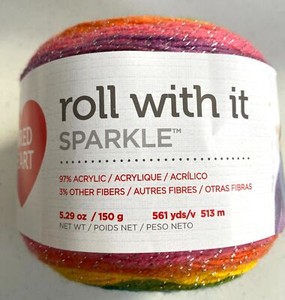 roll with it
SPARKLE™
97% ACRYLIC / ACRYLIQUE / ACRÍLICO
3% OTHER FIBERS / AUTRES FIBRES / OTRAS FIBRAS
5.29 oz / 150 g 561 yds/v 513 m
NET WT / POIDS NET / PESO NETO